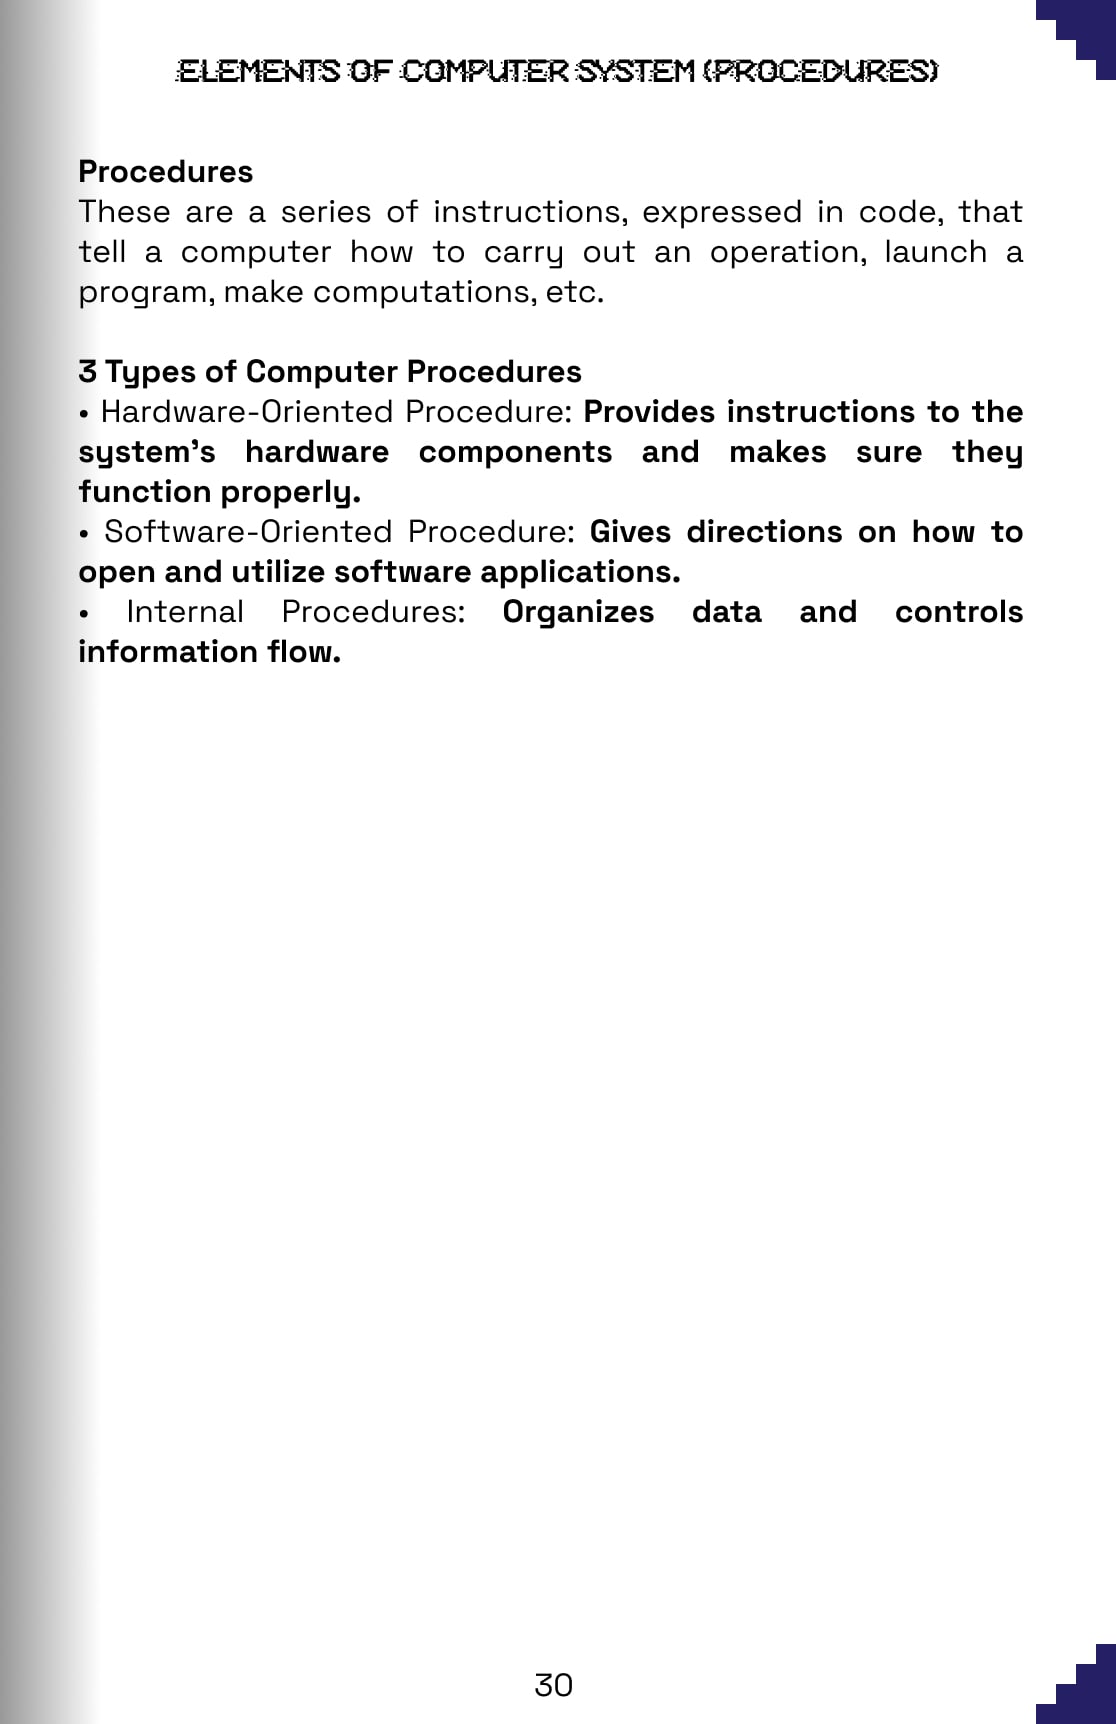 ELEMENTS OF COMPUTER SYSTEM (PROCEDURES)
Procedures
These are a series of instructions, expressed in code, that
tell a computer how to carry out an operation, launch a
program, make computations, etc.
3 Types of Computer Procedures
• Hardware-Oriented Procedure: Provides instructions to the
system’s hardware components and makes sure they
function properly.
• Software-Oriented Procedure: Gives directions on how to
open and utilize software applications.
• Internal Procedures: Organizes data and controls
information flow.
30